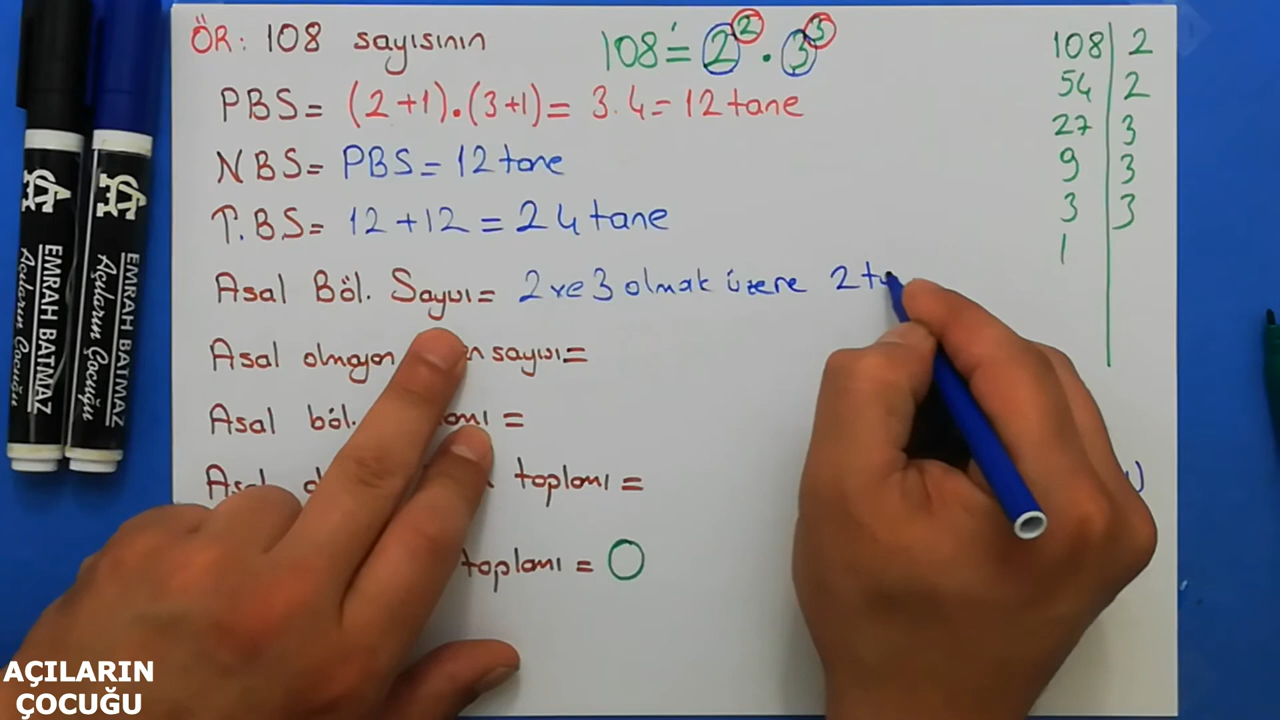 ÖR: 108 sayısının
108 = 2² . 3³
PBS = (2+1).(3+1) = 3.4 = 12 tane
NBS = PBS = 12 tane
T.B.S = 12 + 12 = 24 tane
Asal Böl. Sayısı = 2 ve 3 olmak üzere 2 t
Asal olmayan sayısı =
Asal böl. =
toplamı =
toplamı = 0
108 | 2
54 | 2
27 | 3
9 | 3
3 | 3
1
EMRAH BATMAZ
Açıların Çocuğu
EMRAH BATMAZ
Açıların Çocuğu
AÇILARIN
ÇOCUĞU